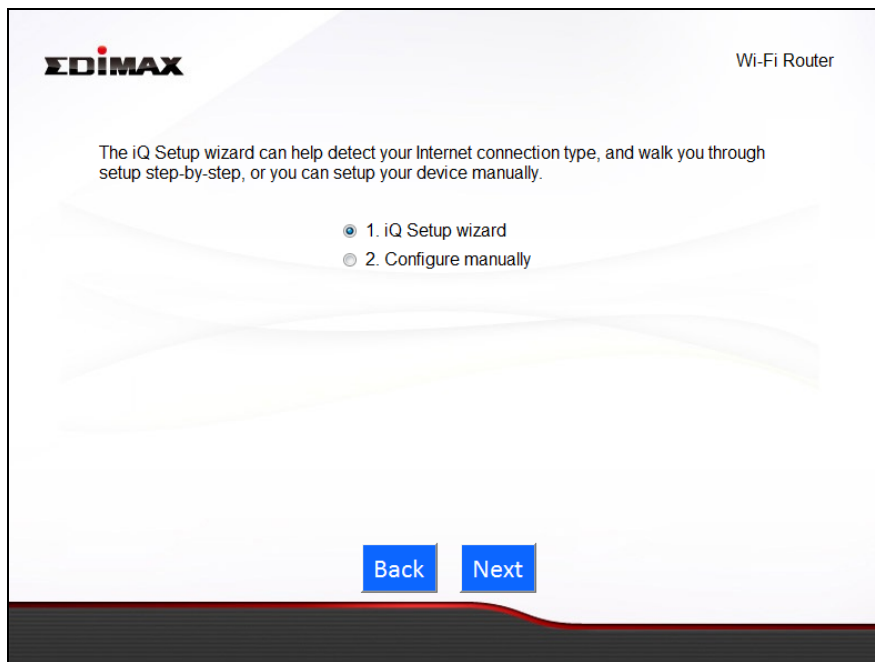 EDIMAX
Wi-Fi Router
The iQ Setup wizard can help detect your Internet connection type, and walk you through
setup step-by-step, or you can setup your device manually.
1. iQ Setup wizard
2. Configure manually
Back Next